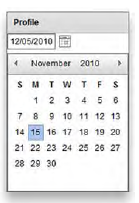 Profile
12/05/2010
November 2010
S M T W T F S
1 2 3 4 5 6
7 8 9 10 11 12 13
14 15 16 17 18 19 20
21 22 23 24 25 26 27
28 29 30